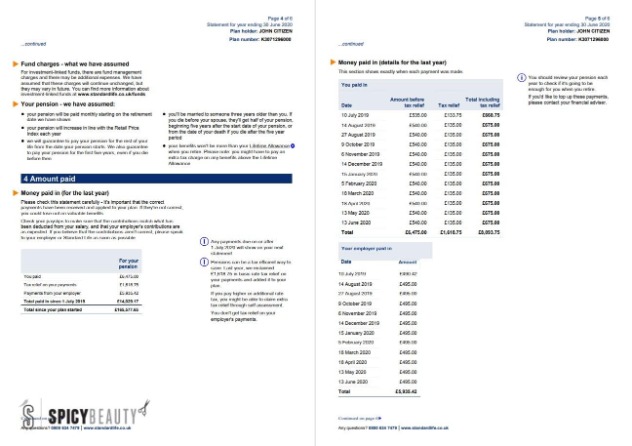 Page 4 of 6
Statement for year ending 30 June 2020
Plan holder: JOHN CITIZEN
Plan number: K3071296000
...continued
Fund charges - what we have assumed
For investment-linked funds, there are fund management
charges and there may be additional expenses. We have
assumed that these charges are unchanged, but
they may vary in future. You can find more information about
investment-linked funds at www.standardlife.co.uk/funds
Your pension - we have assumed:
your pension will be paid monthly starting on the retirement
date we have shown
your pension will increase in line with the Retail Price
Index each year
we will guarantee to pay your pension for the rest of your
life from the date your pension starts. We also guarantee
to pay your pension for the first five years, even if you die
before then
you'll be married to someone three years older than you. If
you die before your spouse, they'll get half of your pension,
beginning five years after the start date of your pension, or
from the date of your death if you die after the five year
period
your benefits won't be more than your Lifetime Allowance
when you retire. Please note, you might have to pay an
extra tax charge on any benefits above the Lifetime
Allowance
4 Amount paid
Money paid in (for the last year)
Please check this statement carefully - it's important that the correct
payments have been received and applied to your plan. If they're not correct,
you could lose out on valuable benefits.
Check your payslips to make sure that the contributions match what has
been deducted from your salary, and that your employer's contributions are
as expected. If you believe that the contributions aren't correct, please speak
to your employer or Standard Life as soon as possible.
For your
pension
You paid £6,475.00
Tax relief on your payments £1,618.75
Payments from your employer
Total paid in since 1 July 2019
Total since your plan started
Any payments due on or after
1 July 2020 will show on your next
statement
Pensions can be a tax efficient way to
save. Last year, we received
£1,618.75 in basic rate tax relief on
your payments and added it to your
plan.
If you pay higher or additional rate
tax, you might be able to claim extra
tax relief through self-assessment.
You don't get tax relief on your
employer's payments.
SPICYBEAUTY
Any questions? 0800 634 7479 | www.standardlife.co.uk
Page 5 of 6
Statement for year ending 30 June 2020
Plan holder: JOHN CITIZEN
Plan number: K3071296000
...continued
Money paid in (details for the last year)
This section shows exactly when each payment was made.
You paid in
Date Amount before tax relief Tax relief Total including tax relief
10 July 2019 £535.00 £133.75 £668.75
14 August 2019 £540.00 £135.00 £675.00
27 August 2019 £540.00 £135.00 £675.00
9 October 2019 £540.00 £135.00 £675.00
6 November 2019 £540.00 £135.00 £675.00
14 December 2019 £540.00 £135.00 £675.00
15 January 2020 £540.00 £135.00 £675.00
5 February 2020 £540.00 £135.00 £675.00
18 March 2020 £540.00 £135.00 £675.00
18 April 2020 £540.00 £135.00 £675.00
13 May 2020 £540.00 £135.00 £675.00
13 June 2020 £540.00 £135.00 £675.00
Total £6,475.00 £1,618.75 £8,093.75
You should review your pension each
year to check if it's going to be
enough for you when you retire.
If you'd like to top up these payments,
please contact your financial adviser.
Your employer paid in
Date Amount
10 July 2019
14 August 2019 £495.00
27 August 2019 £495.00
9 October 2019 £495.00
6 November 2019 £495.00
14 December 2019 £495.00
15 January 2020 £495.00
5 February 2020 £495.00
18 March 2020 £495.00
18 April 2020 £495.00
13 May 2020 £495.00
13 June 2020 £495.00
Total
Any questions? 0800 634 7479 | www.standardlife.co.uk